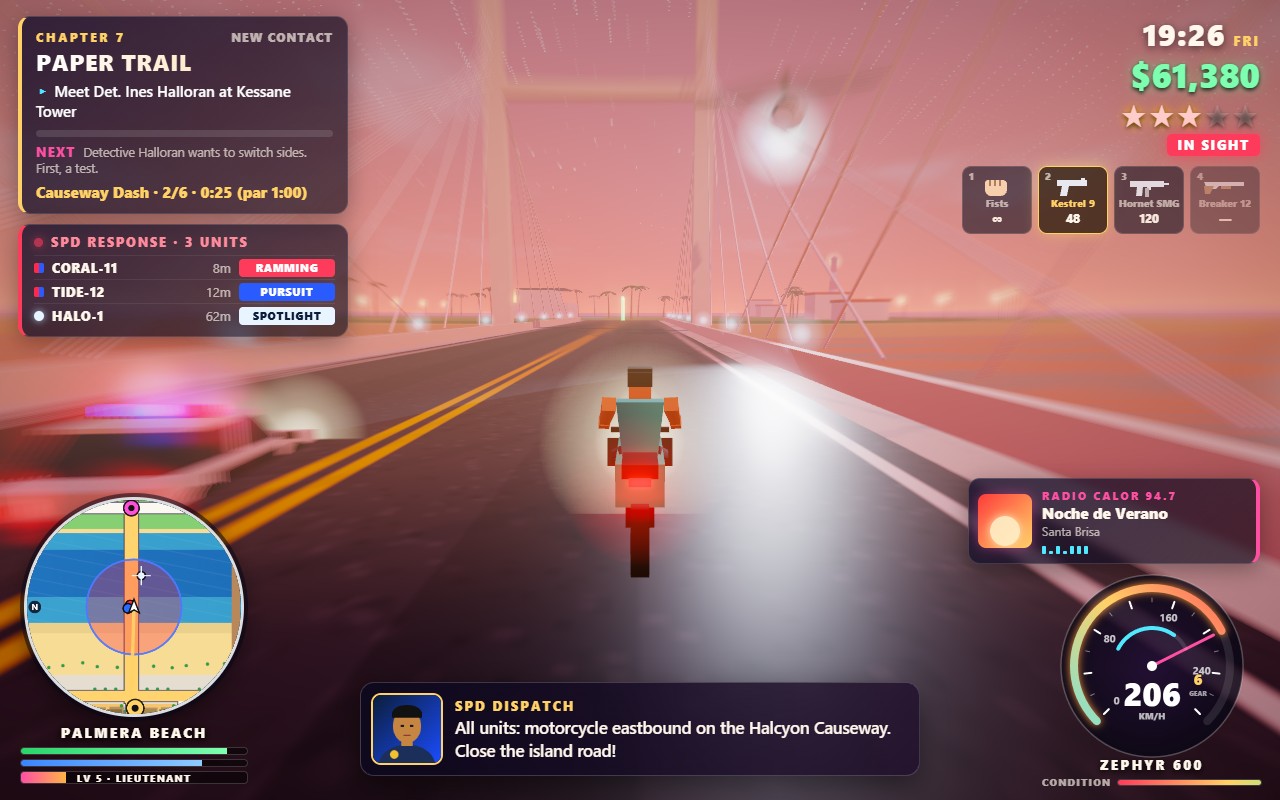 CHAPTER 7 NEW CONTACT
PAPER TRAIL
Meet Det. Ines Halloran at Kessane
Tower
NEXT Detective Halloran wants to switch sides.
First, a test.
Causeway Dash · 2/6 · 0:25 (par 1:00)
SPD RESPONSE · 3 UNITS
CORAL-11 8m RAMMING
TIDE-12 12m PURSUIT
HALO-1 62m SPOTLIGHT
19:26 FRI
$61,380
IN SIGHT
1 2 3 4
Fists Kestrel 9 Hornet SMG Breaker 12
∞ 48 120 —
RADIO CALOR 94.7
Noche de Verano
Santa Brisa
N
PALMERA BEACH
LV 5 · LIEUTENANT
SPD DISPATCH
All units: motorcycle eastbound on the Halcyon Causeway.
Close the island road!
0 80 160 240
206
KM/H
6
GEAR
ZEPHYR 600
CONDITION